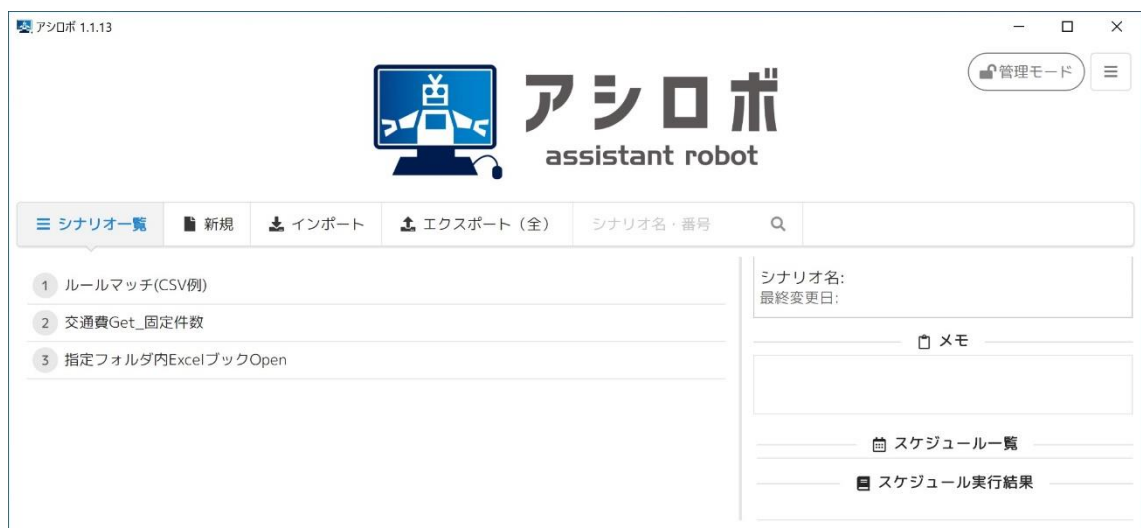 アシロボ 1.1.13
管理モード
アシロボ
assistant robot
シナリオ一覧 新規 インポート エクスポート（全） シナリオ名・番号
1 ルールマッチ(CSV例)
2 交通費Get_固定件数
3 指定フォルダ内ExcelブックOpen
シナリオ名:
最終変更日:
メモ
スケジュール一覧
スケジュール実行結果